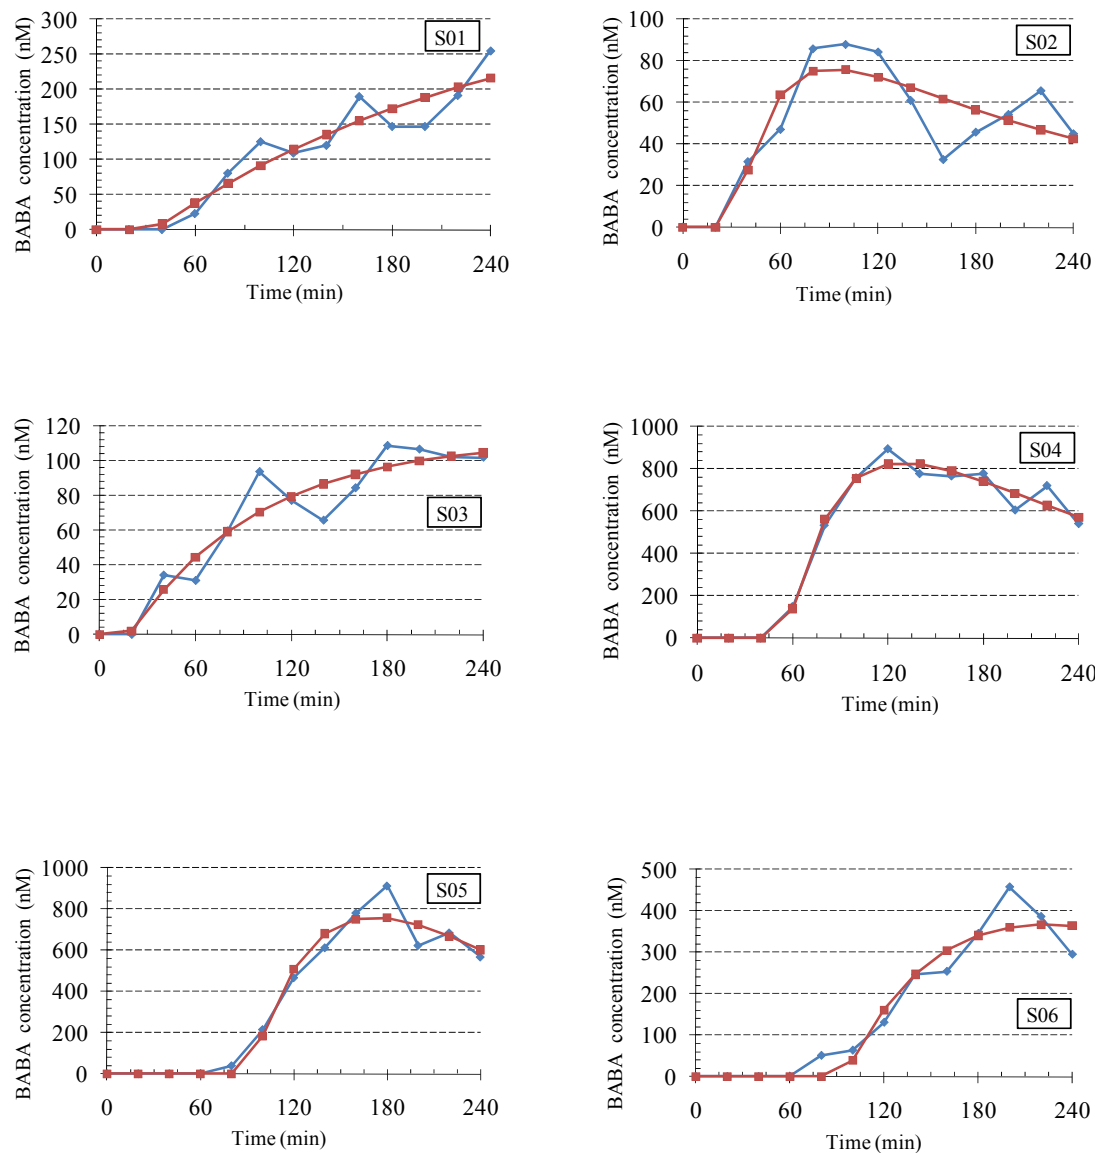 S01
BABA concentration (nM)
300
250
200
150
100
50
0
0 60 120 180 240
Time (min)
S02
BABA concentration (nM)
100
80
60
40
20
0
0 60 120 180 240
Time (min)
S03
BABA concentration (nM)
120
100
80
60
40
20
0
0 60 120 180 240
Time (min)
S04
BABA concentration (nM)
1000
800
600
400
200
0
0 60 120 180 240
Time (min)
S05
BABA concentration (nM)
1000
800
600
400
200
0
0 60 120 180 240
Time (min)
S06
BABA concentration (nM)
500
400
300
200
100
0
0 60 120 180 240
Time (min)